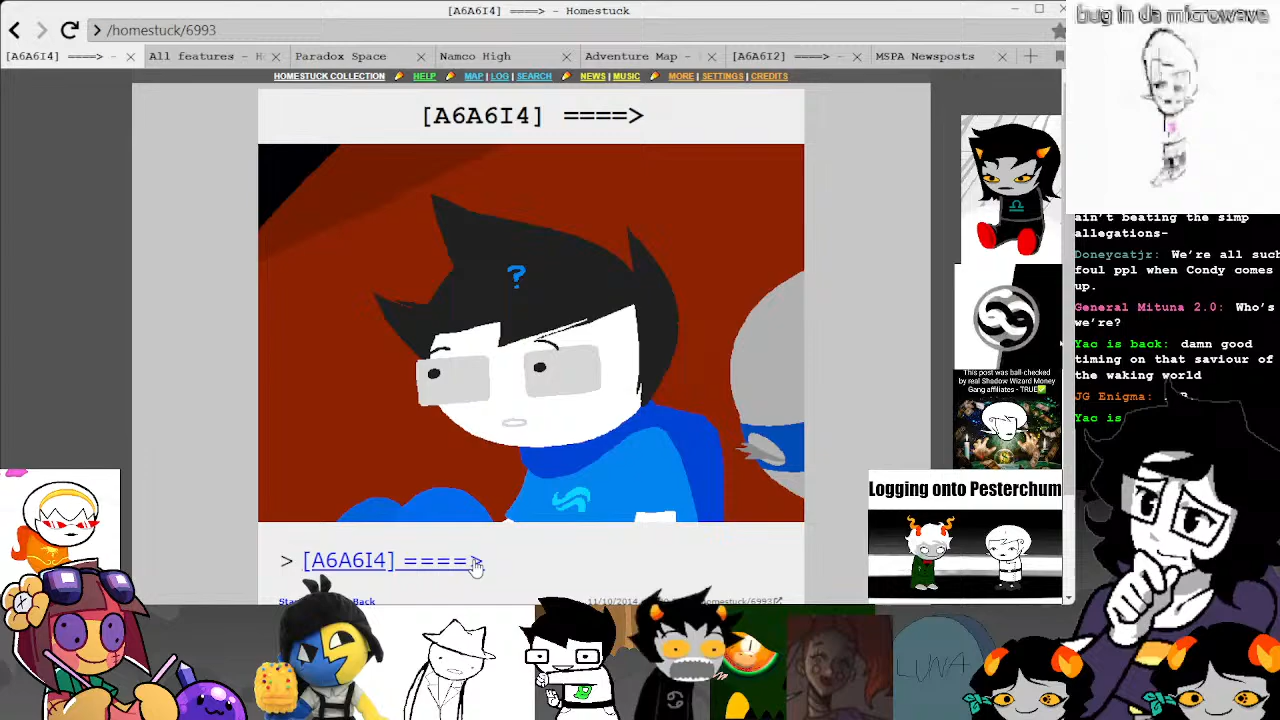 [A6A6I4] ====> - Homestuck
bug in da microwave
/homestuck/6993
[A6A6I4] ====> -
All features - H
Paradox Space
Namco High
Adventure Map -
[A6A6I2] ====> -
MSPA Newsposts
HOMESTUCK COLLECTION HELP MAP | LOG | SEARCH NEWS | MUSIC MORE | SETTINGS | CREDITS
[A6A6I4] ====>
?
ain't beating the simp
allegations-
Doneycatjr: We're all such
foul ppl when Condy comes
up.
General Mituna 2.0: Who's
we're?
Yac is back: damn good
timing on that saviour of
the waking world
JG Enigma:
Yac is
This post was ball-checked
by real Shadow Wizard Money
Gang affiliates - TRUE✅
Logging onto Pesterchum
> [A6A6I4] ====>
Back
11/10/2014
homestuck/6993
LUNA